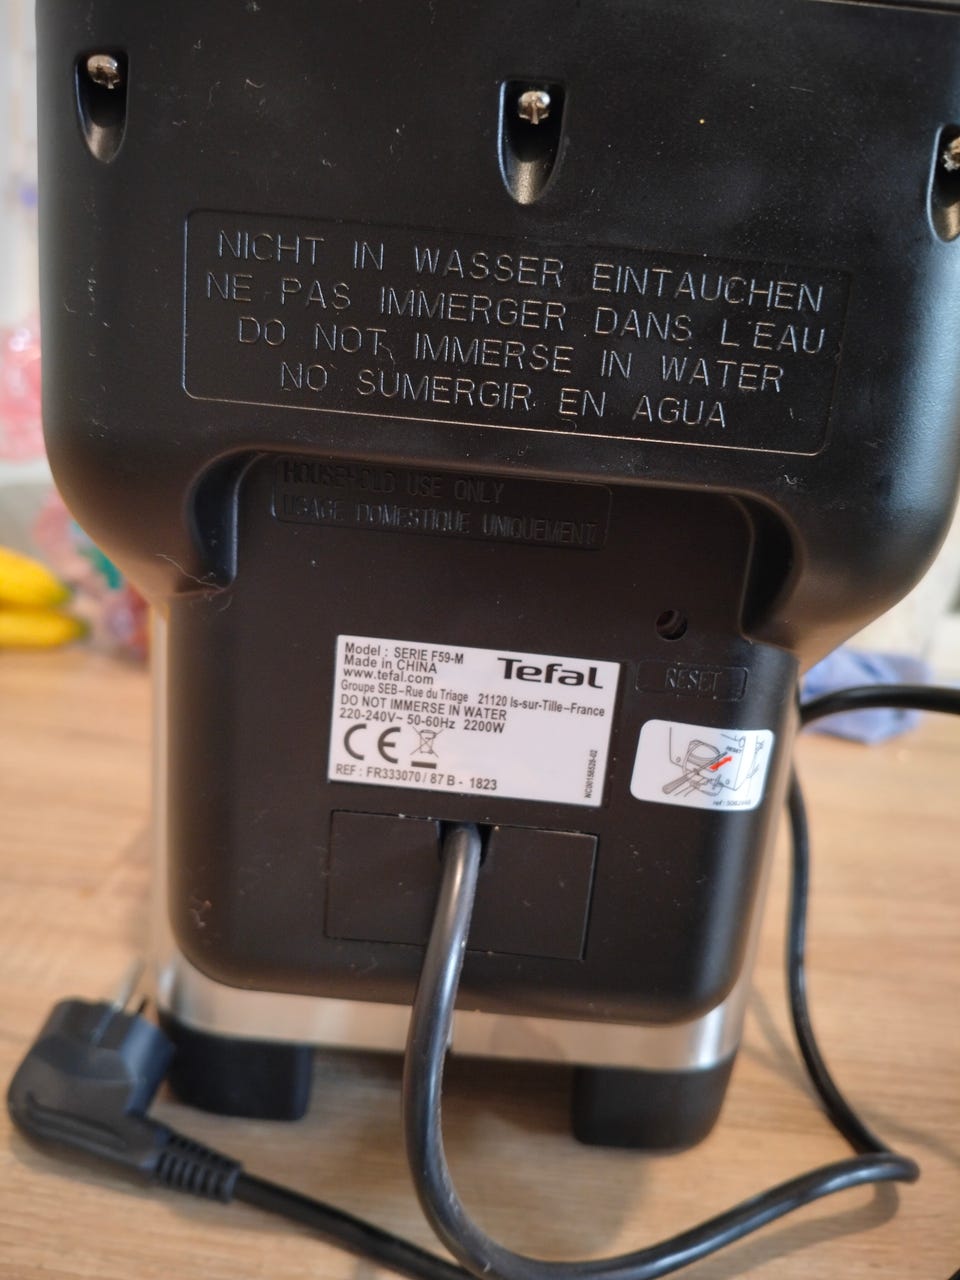 NICHT IN WASSER EINTAUCHEN
NE PAS IMMERGER DANS L'EAU
DO NOT IMMERSE IN WATER
NO SUMERGIR EN AGUA
HOUSEHOLD USE ONLY
USAGE DOMESTIQUE UNIQUEMENT
Model : SERIE F59-M
Made in CHINA
www.tefal.com
Tefal
Groupe SEB-Rue du Triage 21120 Is-sur-Tille-France
DO NOT IMMERSE IN WATER
220-240V~ 50-60Hz 2200W
CE
REF : FR333070 / 87 B - 1823
RESET
RESET